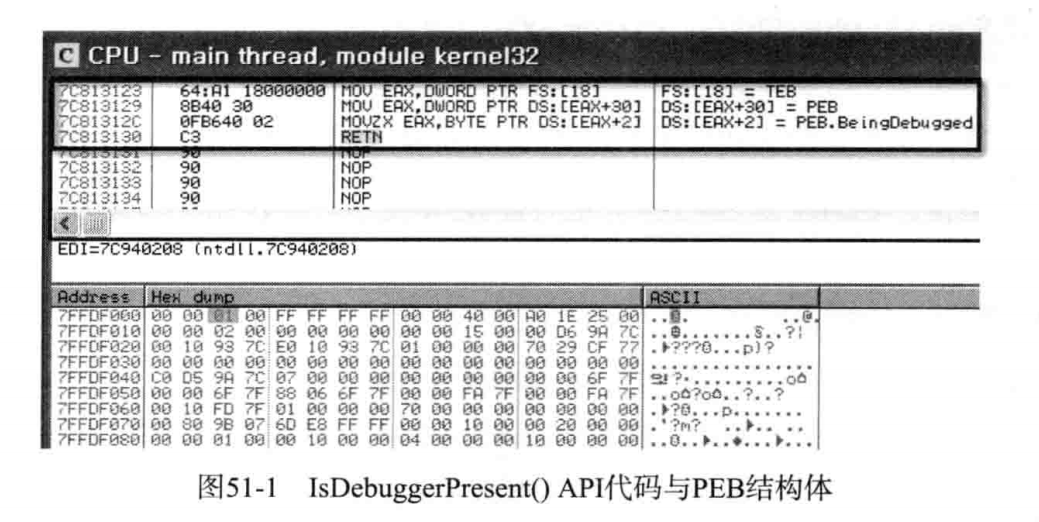 C CPU - main thread, module kernel32
7C813123 64:A1 18000000 MOV EAX,DWORD PTR FS:[18] FS:[18] = TEB
7C813129 8B40 30 MOV EAX,DWORD PTR DS:[EAX+30] DS:[EAX+30] = PEB
7C81312C 0FB640 02 MOVZX EAX,BYTE PTR DS:[EAX+2] DS:[EAX+2] = PEB.BeingDebugged
7C813130 C3 RETN
7C813131 90 NOP
7C813132 90 NOP
7C813133 90 NOP
7C813134 90 NOP
EDI=7C940208 (ntdll.7C940208)
Address Hex dump ASCII
7FFDF000 00 00 01 00 FF FF FF FF 00 00 40 00 A0 1E 25 00
7FFDF010 00 00 02 00 00 00 00 00 00 00 15 00 00 D6 9A 7C
7FFDF020 00 10 93 7C E0 10 93 7C 01 00 00 00 70 29 CF 77
7FFDF030 00 00 00 00 00 00 00 00 00 00 00 00 00 00 00 00
7FFDF040 C0 D5 9A 7C 07 00 00 00 00 00 00 00 00 00 6F 7F
7FFDF050 00 00 6F 7F 88 06 6F 7F 00 00 FA 7F 00 00 FA 7F
7FFDF060 00 10 FD 7F 01 00 00 00 70 00 00 00 00 00 00 00
7FFDF070 00 80 9B 07 6D E8 FF FF 00 00 10 00 00 20 00 00
7FFDF080 00 00 01 00 00 10 00 00 04 00 00 00 10 00 00 00
图51-1 IsDebuggerPresent() API代码与PEB结构体